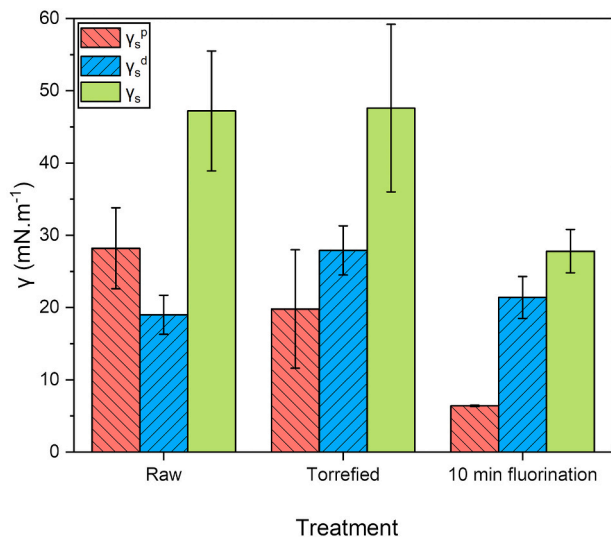 60
50
40
30
20
10
0
γ (mN.m⁻¹)
γₛᵖ
γₛᵈ
γₛ
Raw
Torrefied
10 min fluorination
Treatment